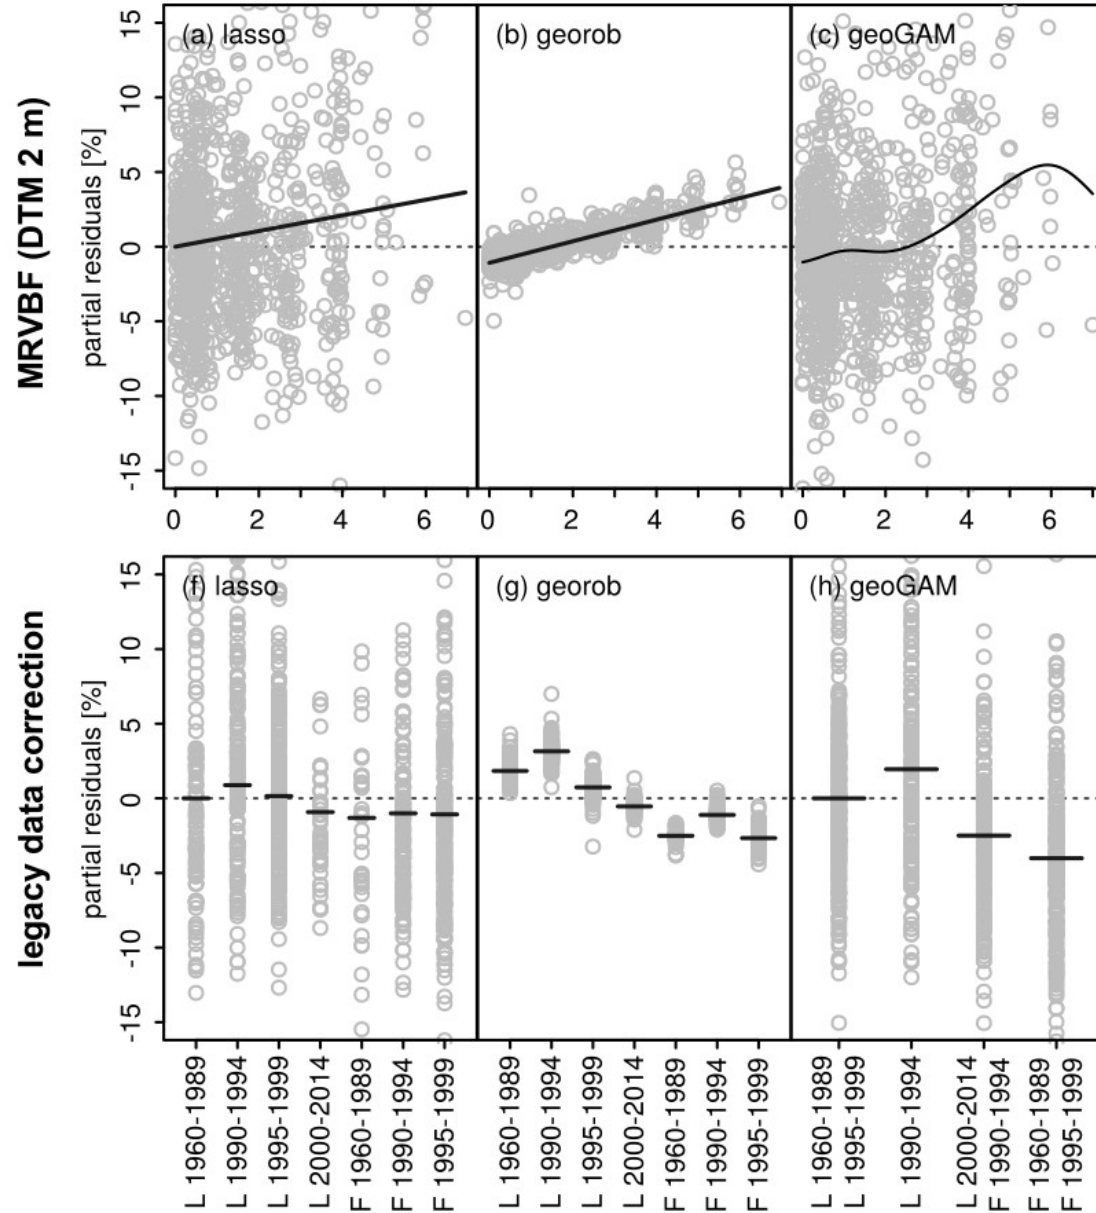 (a) lasso
(b) georob
(c) geoGAM
MRVBF (DTM 2 m)
partial residuals [%]
15
10
5
0
-5
-10
-15
0 2 4 6
0 2 4 6
0 2 4 6
(f) lasso
(g) georob
(h) geoGAM
legacy data correction
partial residuals [%]
15
10
5
0
-5
-10
-15
L 1960-1989
L 1990-1994
L 1995-1999
L 2000-2014
F 1960-1989
F 1990-1994
F 1995-1999
L 1960-1989
L 1990-1994
L 1995-1999
L 2000-2014
F 1960-1989
F 1990-1994
F 1995-1999
L 1960-1989
L 1995-1999
L 1990-1994
L 2000-2014
F 1990-1994
F 1960-1989
F 1995-1999